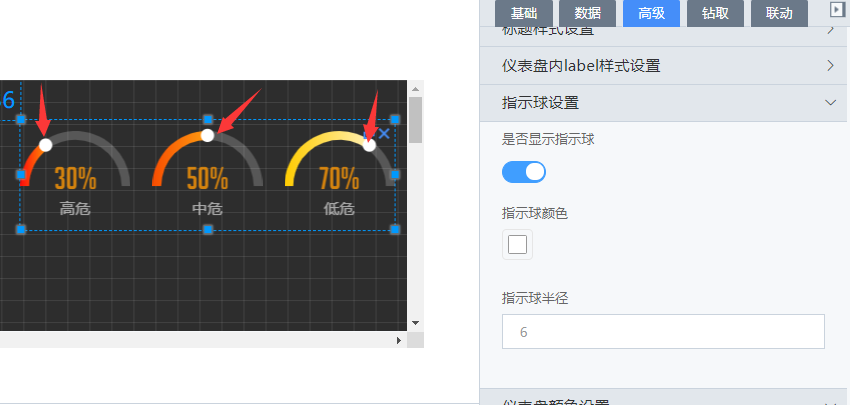 基础 数据 高级 钻取 联动
标题样式设置
仪表盘内label样式设置
指示球设置
是否显示指示球
指示球颜色
指示球半径
6
仪表盘颜色设置
6
30% 50% 70%
高危 中危 低危